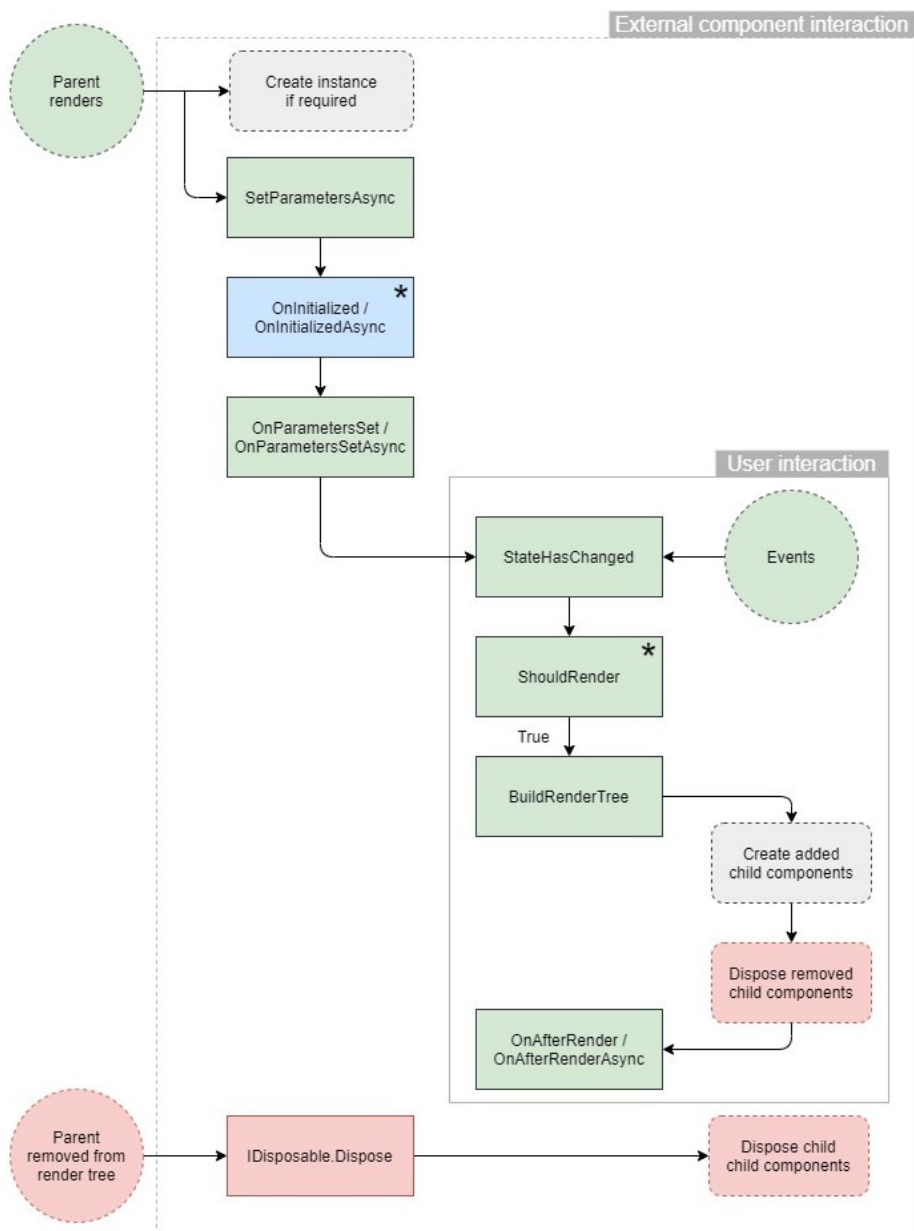 External component interaction
Parent
renders
Create instance
if required
SetParametersAsync
*
OnInitialized /
OnInitializedAsync
OnParametersSet /
OnParametersSetAsync
User interaction
StateHasChanged
Events
*
ShouldRender
True
BuildRenderTree
Create added
child components
Dispose removed
child components
OnAfterRender /
OnAfterRenderAsync
Parent
removed from
render tree
IDisposable.Dispose
Dispose child
child components